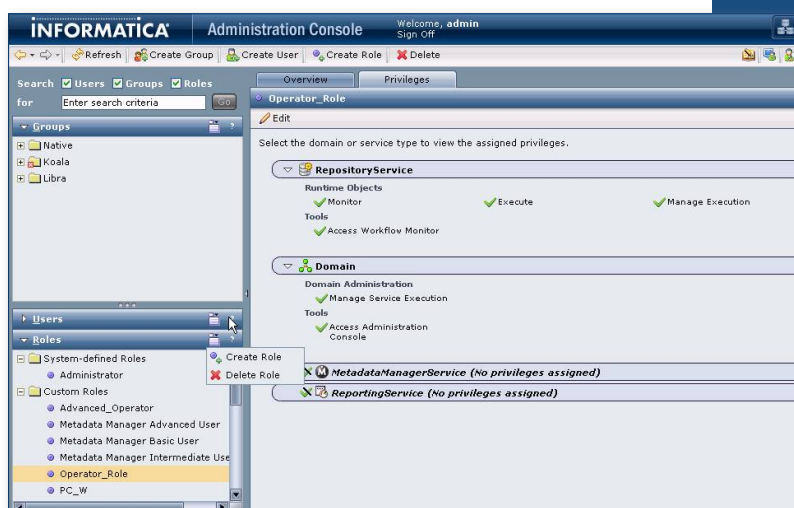 INFORMATICA Administration Console Welcome, admin
Sign Off
Refresh Create Group Create User Create Role Delete
Search Users Groups Roles
for Enter search criteria Go
Groups ?
Native
Koala
Libra
Users ?
Roles ?
System-defined Roles
Administrator
Custom Roles
Advanced_Operator
Metadata Manager Advanced User
Metadata Manager Basic User
Metadata Manager Intermediate Use
Operator_Role
PC_W
Create Role
Delete Role
Overview Privileges
Operator_Role
Edit
Select the domain or service type to view the assigned privileges.
RepositoryService
Runtime Objects
Monitor Execute Manage Execution
Tools
Access Workflow Monitor
Domain
Domain Administration
Manage Service Execution
Tools
Access Administration
Console
MetadataManagerService (No privileges assigned)
ReportingService (No privileges assigned)